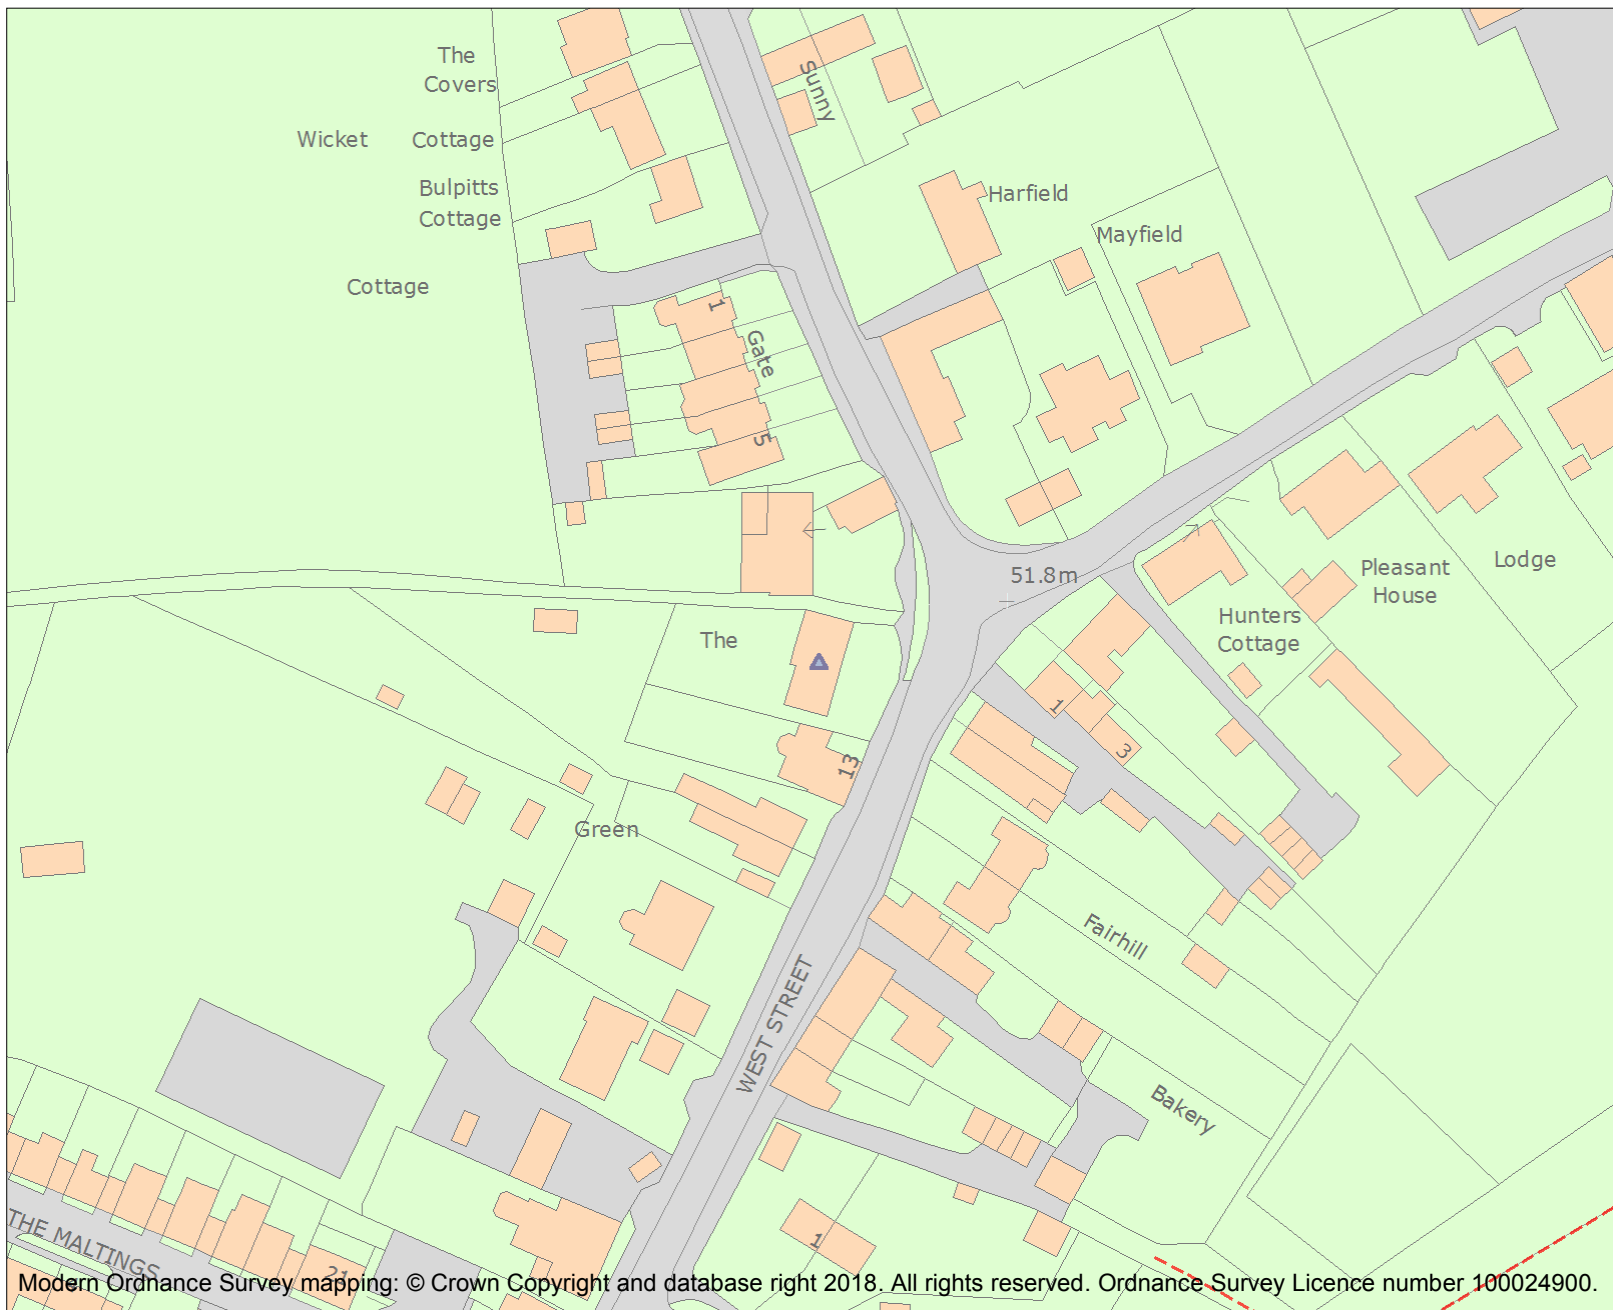 The
Covers
Sunny
Wicket Cottage
Bulpitts
Cottage
Harfield
Mayfield
Cottage
1
Gate
5
51.8m
Pleasant
House
Lodge
Hunters
Cottage
The
1
3
13
Green
Fairhill
WEST STREET
Bakery
1
THE MALTINGS
21
Modern Ordnance Survey mapping: © Crown Copyright and database right 2018. All rights reserved. Ordnance Survey Licence number 100024900.